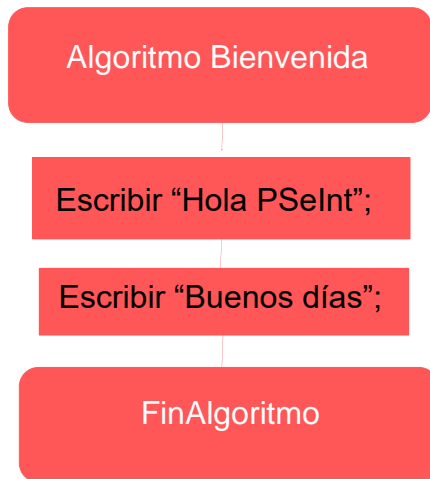 Algoritmo Bienvenida
Escribir “Hola PSeInt”;
Escribir “Buenos días”;
FinAlgoritmo